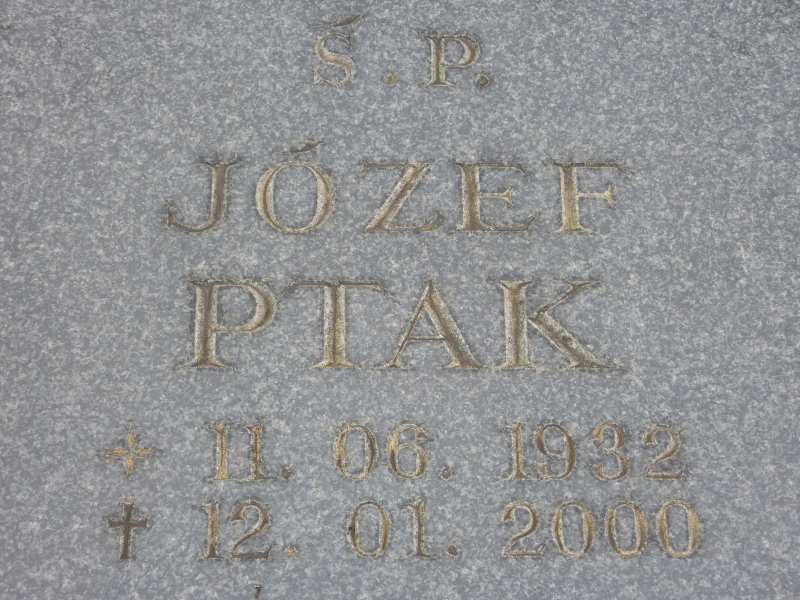 Ś.P.
JÓZEF
PTAK
11. 06. 1932
12. 01. 2000